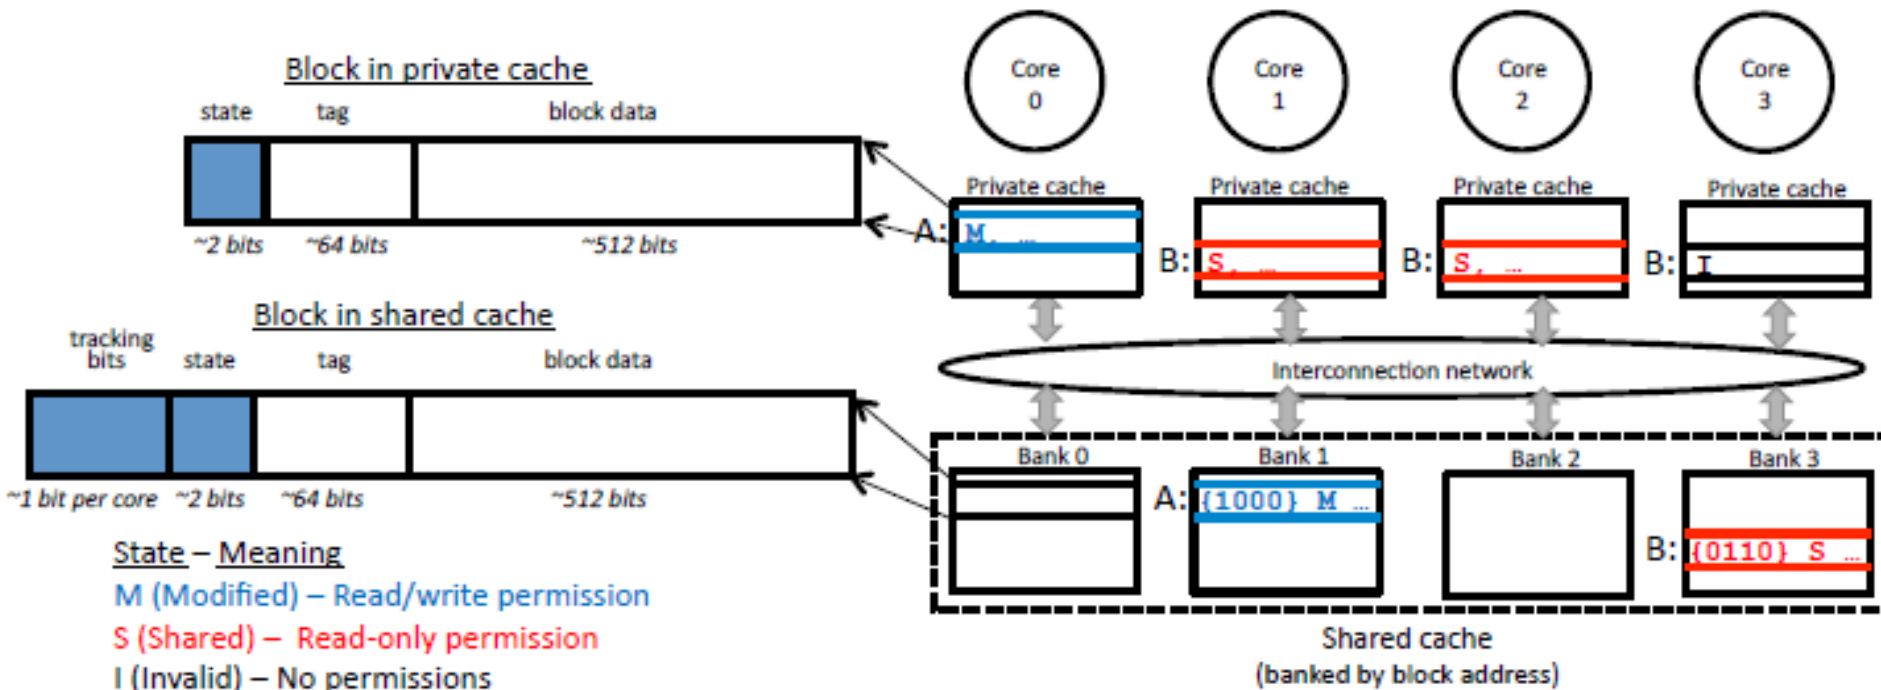 Block in private cache
state tag block data
~2 bits ~64 bits ~512 bits
Block in shared cache
tracking
bits state tag block data
~1 bit per core ~2 bits ~64 bits ~512 bits
State – Meaning
M (Modified) – Read/write permission
S (Shared) – Read-only permission
I (Invalid) – No permissions
Core
0
Core
1
Core
2
Core
3
Private cache Private cache Private cache Private cache
A: M, …
B: S, …
B: S, …
B: I
Interconnection network
Bank 0 Bank 1 Bank 2 Bank 3
A: {1000} M …
B: {0110} S …
Shared cache
(banked by block address)